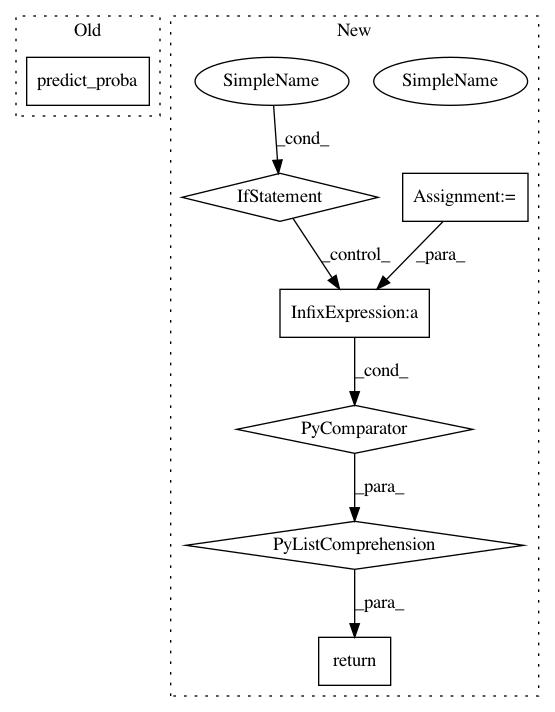 Old
New
predict_proba
SimpleName
SimpleName
_cond_
IfStatement
Assignment:=
_control_
_para_
InfixExpression:a
_cond_
PyComparator
_para_
PyListComprehension
_para_
return